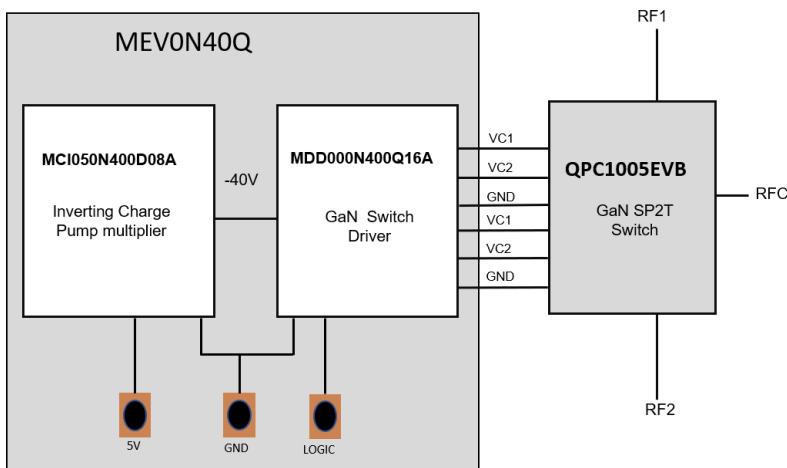 MEV0N40Q
RF1
MCI050N400D08A
Inverting Charge
Pump multiplier
-40V
MDD000N400Q16A
GaN Switch
Driver
VC1
VC2
GND
VC1
VC2
GND
QPC1005EVB
GaN SP2T
Switch
RFC
RF2
5V
GND
LOGIC